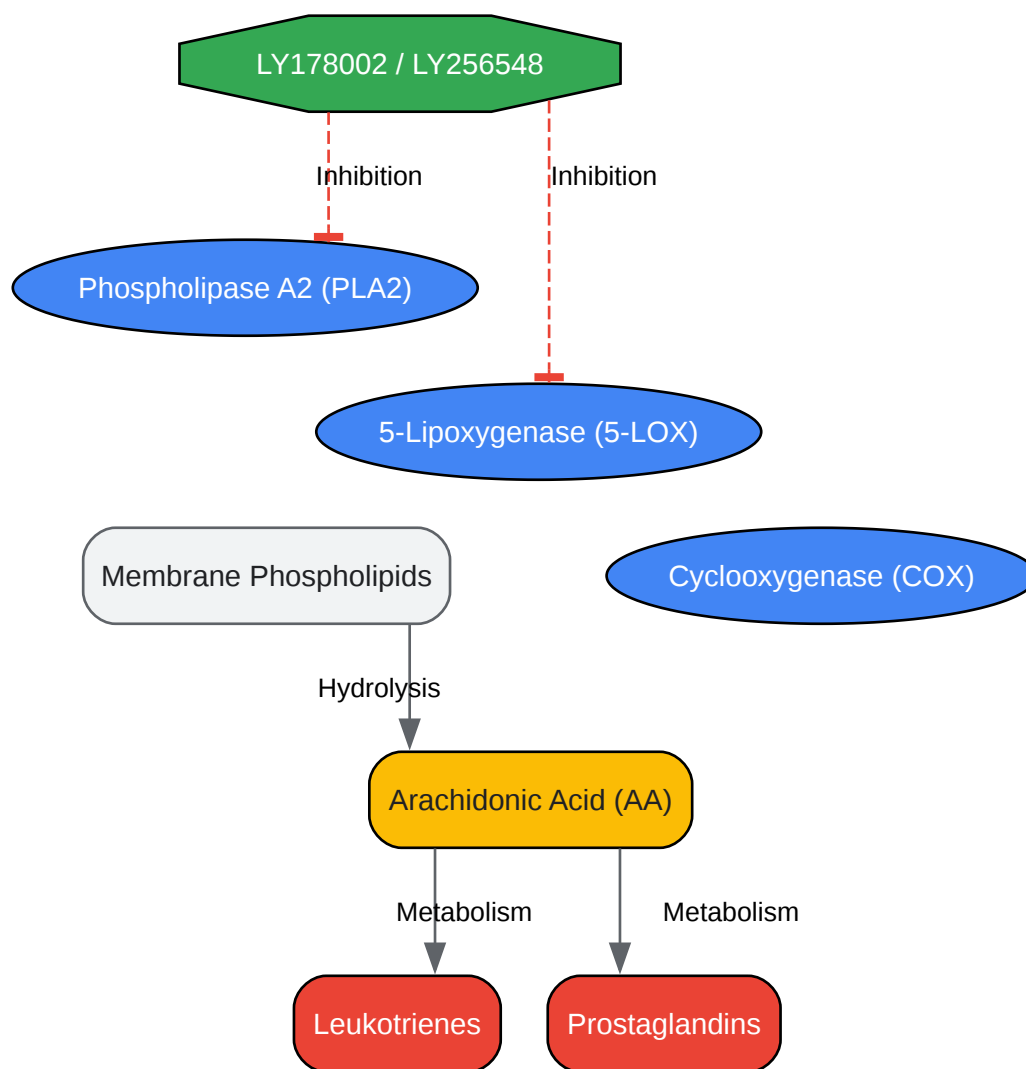 LY178002 / LY256548
Inhibition
Inhibition
Phospholipase A2 (PLA2)
5-Lipoxygenase (5-LOX)
Membrane Phospholipids
Cyclooxygenase (COX)
Hydrolysis
Arachidonic Acid (AA)
Metabolism
Metabolism
Leukotrienes
Prostaglandins